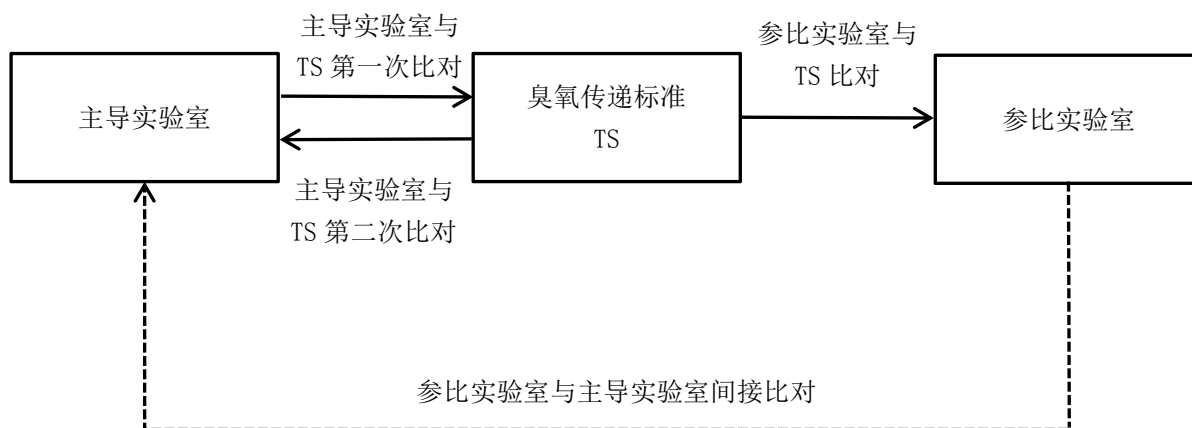 主导实验室与
TS 第一次比对
参比实验室与
TS 比对
主导实验室
臭氧传递标准
TS
参比实验室
主导实验室与
TS 第二次比对
参比实验室与主导实验室间接比对